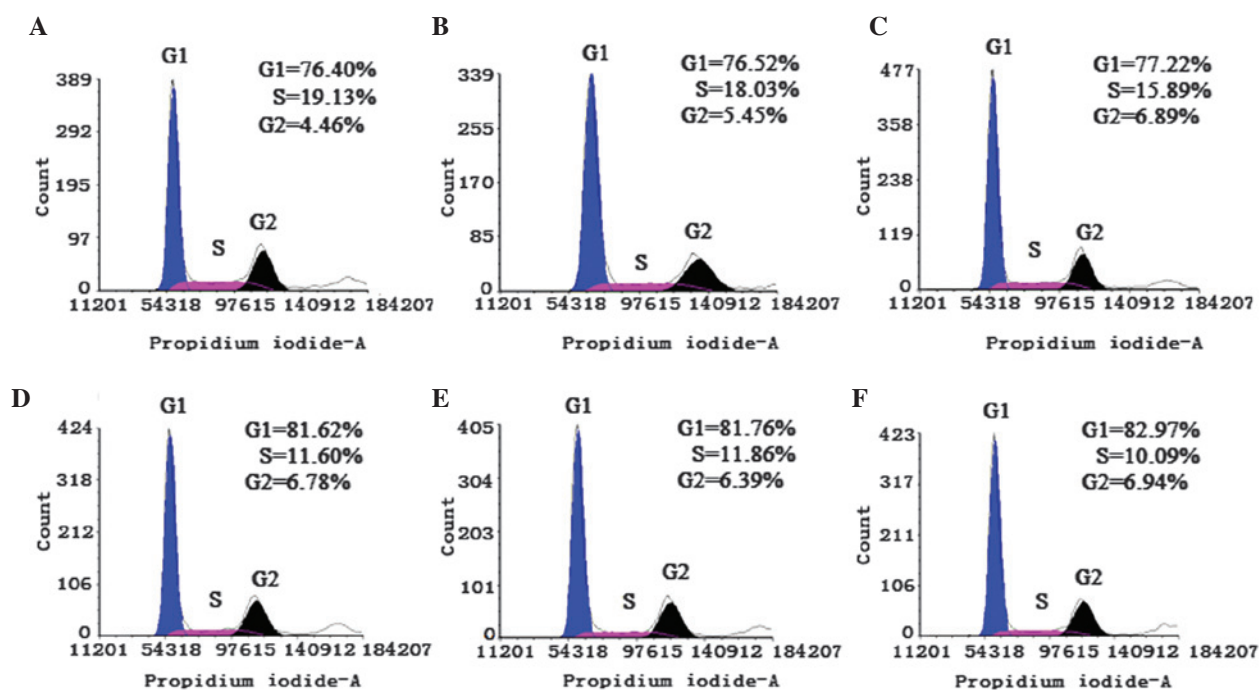 A
G1
G1=76.40%
S=19.13%
G2=4.46%
389
292
195
97
0
Count
S
G2
11201 54318 97615 140912 184207
Propidium iodide-A
B
G1
G1=76.52%
S=18.03%
G2=5.45%
339
255
170
85
0
Count
S
G2
11201 54318 97615 140912 184207
Propidium iodide-A
C
G1
G1=77.22%
S=15.89%
G2=6.89%
477
358
238
119
0
Count
S
G2
11201 54318 97615 140912 184207
Propidium iodide-A
D
G1
G1=81.62%
S=11.60%
G2=6.78%
424
318
212
106
0
Count
S
G2
11201 54318 97615 140912 184207
Propidium iodide-A
E
G1
G1=81.76%
S=11.86%
G2=6.39%
405
304
203
101
0
Count
S
G2
11201 54318 97615 140912 184207
Propidium iodide-A
F
G1
G1=82.97%
S=10.09%
G2=6.94%
423
317
211
106
0
Count
S
G2
11201 54318 97615 140912 184207
Propidium iodide-A